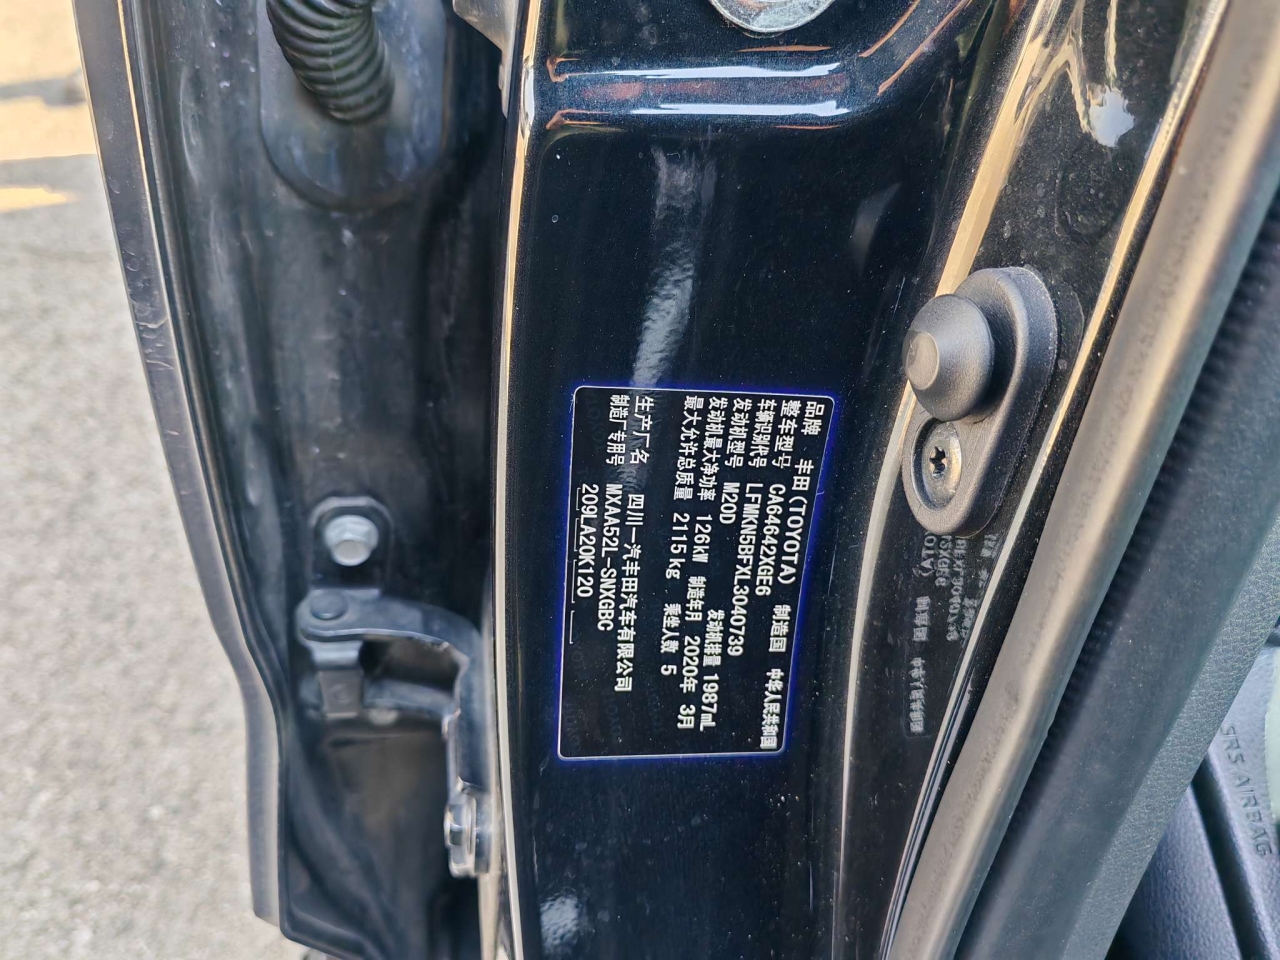 品牌 丰田(TOYOTA) 制造国 中华人民共和国
整车型号 CA64642XGE6
车辆识别代号 LFMKN5BFXL3040739
发动机型号 M20D 发动机排量 1987mL
发动机最大净功率 126kW 制造年月 2020年 3月
最大允许总质量 2115kg 乘坐人数 5
生产厂名 四川一汽丰田汽车有限公司
制造厂专用号 MXAA52L-SNXGBC
209LA20K120
SRS AIRBAG